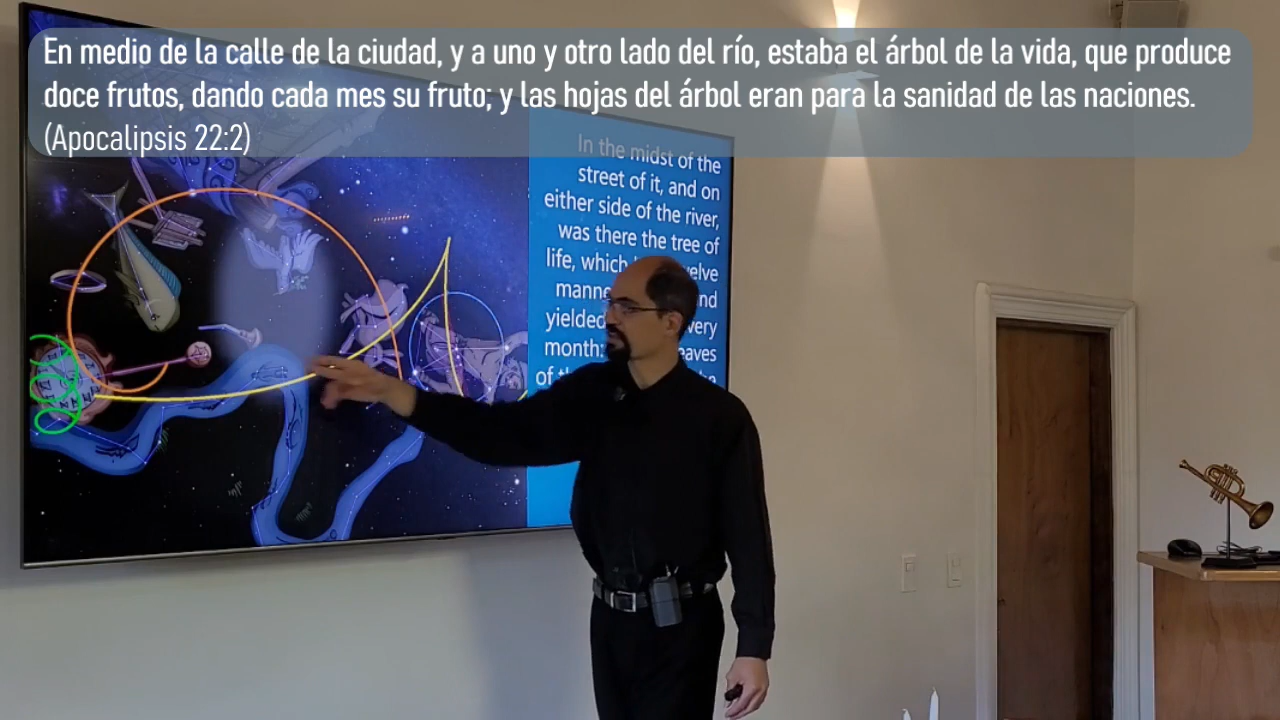 En medio de la calle de la ciudad, y a uno y otro lado del río, estaba el árbol de la vida, que produce
doce frutos, dando cada mes su fruto; y las hojas del árbol eran para la sanidad de las naciones.
(Apocalipsis 22:2)
In the midst of the
street of it, and on
either side of the river,
was there the tree of
life, which
yielded
month:
of